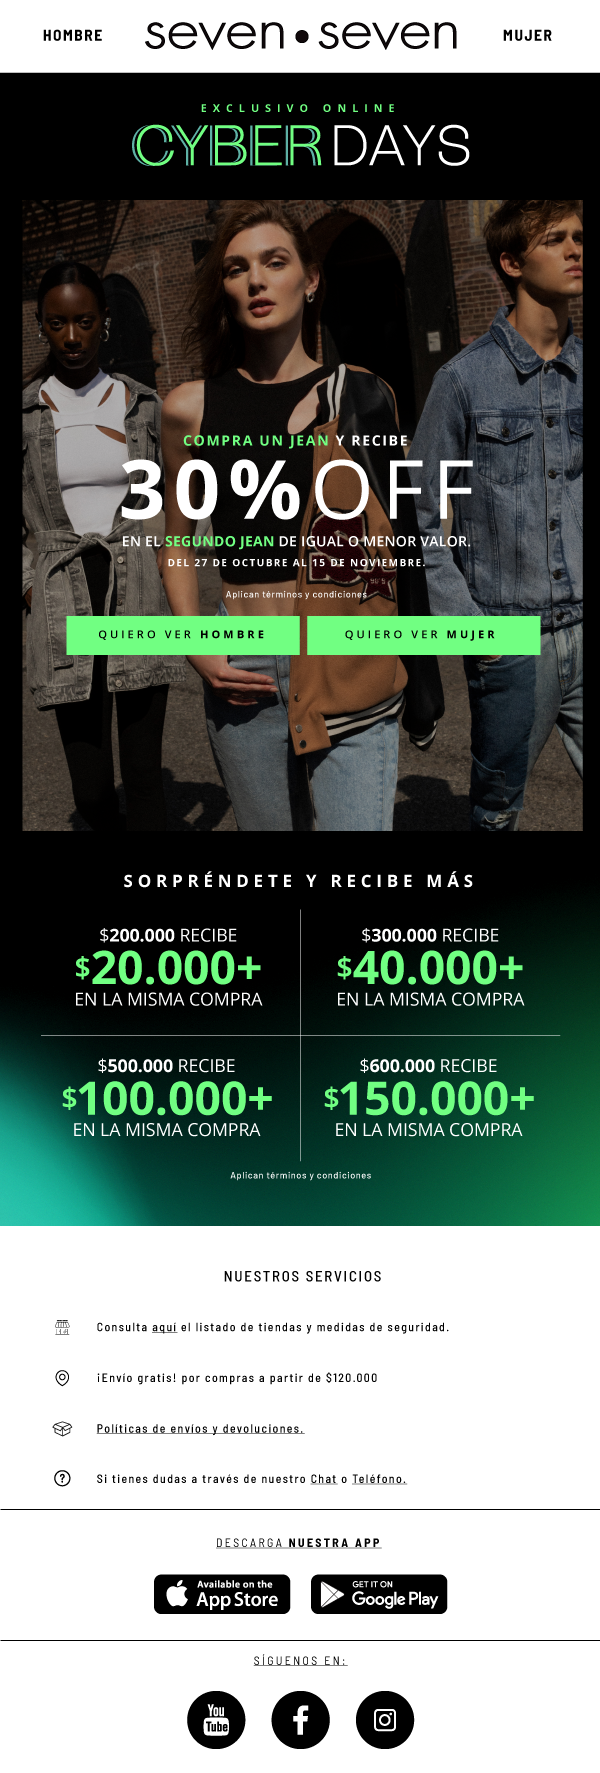 HOMBRE
seven•seven
MUJER
EXCLUSIVO ONLINE
CYBERDAYS
COMPRA UN JEAN Y RECIBE
30%OFF
EN EL SEGUNDO JEAN DE IGUAL O MENOR VALOR.
DEL 27 DE OCTUBRE AL 15 DE NOVIEMBRE.
Aplican términos y condiciones
QUIERO VER HOMBRE
QUIERO VER MUJER
SORPRÉNDETE Y RECIBE MÁS
$200.000 RECIBE
$20.000+
EN LA MISMA COMPRA
$300.000 RECIBE
$40.000+
EN LA MISMA COMPRA
$500.000 RECIBE
$100.000+
EN LA MISMA COMPRA
$600.000 RECIBE
$150.000+
EN LA MISMA COMPRA
Aplican términos y condiciones
NUESTROS SERVICIOS
Consulta aquí el listado de tiendas y medidas de seguridad.
¡Envío gratis! por compras a partir de $120.000
Políticas de envíos y devoluciones.
Si tienes dudas a través de nuestro Chat o Teléfono.
DESCARGA NUESTRA APP
Available on the
App Store
GET IT ON
Google Play
SÍGUENOS EN:
You
Tube